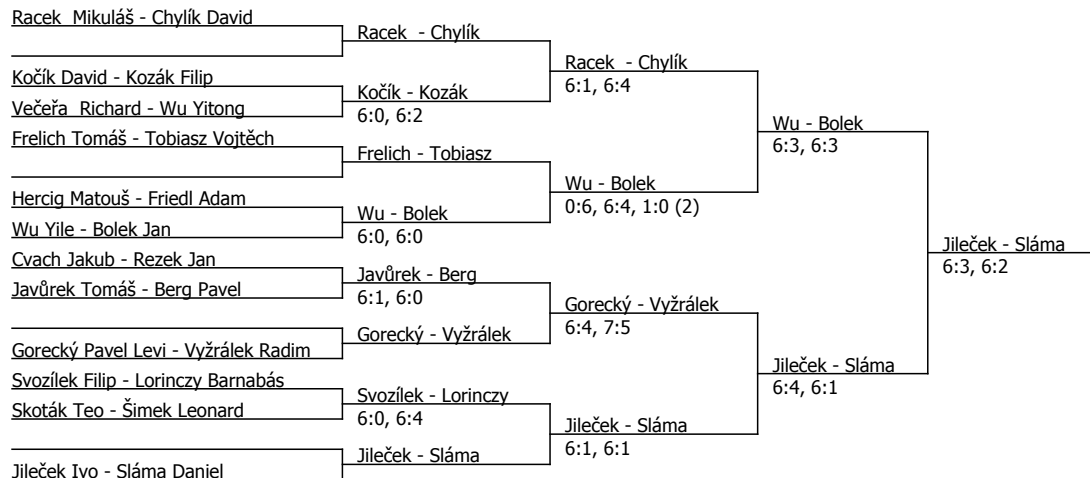 Racek  Mikuláš - Chylík David
Kočík David - Kozák Filip
Večeřa  Richard - Wu Yitong
Frelich Tomáš - Tobiasz Vojtěch
Hercig Matouš - Friedl Adam
Wu Yile - Bolek Jan
Cvach Jakub - Rezek Jan
Javůrek Tomáš - Berg Pavel
Gorecký Pavel Levi - Vyžrálek Radim
Svozílek Filip - Lorinczy Barnabás
Skoták Teo - Šimek Leonard
Jileček Ivo - Sláma Daniel
Racek  - Chylík
Kočík - Kozák
6:0, 6:2
Frelich - Tobiasz
Wu - Bolek
6:0, 6:0
Javůrek - Berg
6:1, 6:0
Gorecký - Vyžrálek
Svozílek - Lorinczy
6:0, 6:4
Jileček - Sláma
Racek  - Chylík
6:1, 6:4
Wu - Bolek
0:6, 6:4, 1:0 (2)
Gorecký - Vyžrálek
6:4, 7:5
Jileček - Sláma
6:1, 6:1
Wu - Bolek
6:3, 6:3
Jileček - Sláma
6:4, 6:1
Jileček - Sláma
6:3, 6:2